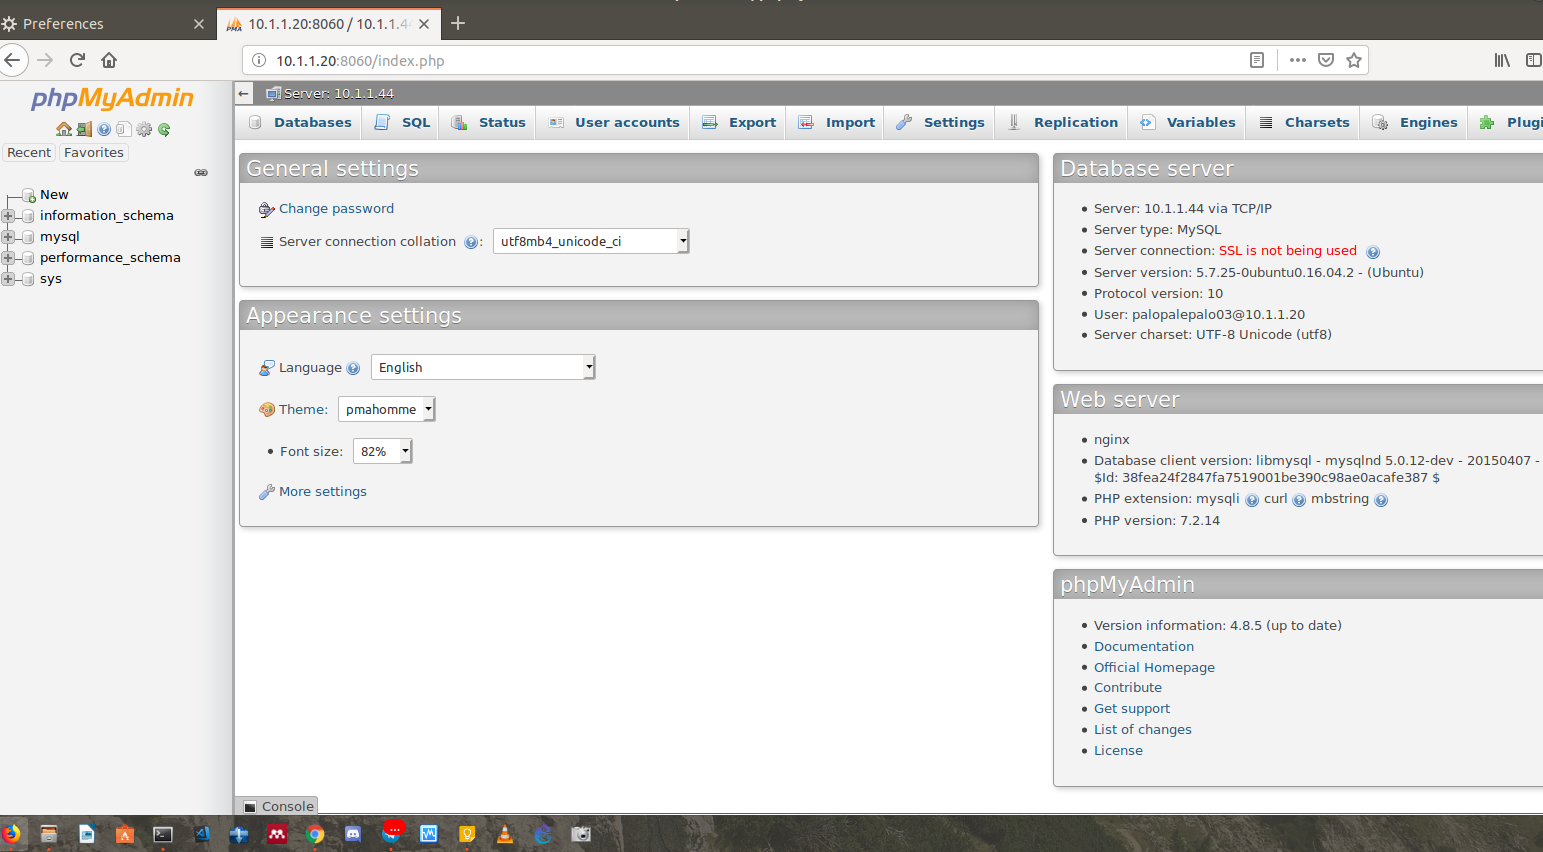 Preferences
10.1.1.20:8060 / 10.1.1.44
10.1.1.20:8060/index.php
phpMyAdmin
Recent
Favorites
New
information_schema
mysql
performance_schema
sys
Server: 10.1.1.44
Databases
SQL
Status
User accounts
Export
Import
Settings
Replication
Variables
Charsets
Engines
Plugi
General settings
Change password
Server connection collation :
utf8mb4_unicode_ci
Appearance settings
Language
English
Theme:
pmahomme
Font size:
82%
More settings
Database server
Server: 10.1.1.44 via TCP/IP
Server type: MySQL
Server connection: SSL is not being used
Server version: 5.7.25-0ubuntu0.16.04.2 - (Ubuntu)
Protocol version: 10
User: palopalepalo03@10.1.1.20
Server charset: UTF-8 Unicode (utf8)
Web server
nginx
Database client version: libmysql - mysqlnd 5.0.12-dev - 20150407 -
$Id: 38fea24f2847fa7519001be390c98ae0acafe387 $
PHP extension: mysqli curl mbstring
PHP version: 7.2.14
phpMyAdmin
Version information: 4.8.5 (up to date)
Documentation
Official Homepage
Contribute
Get support
List of changes
License
Console